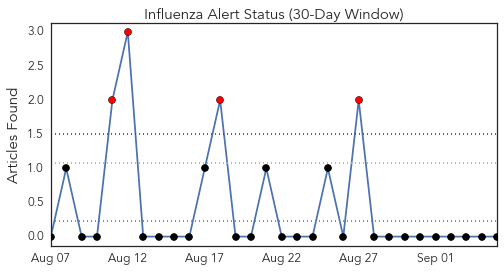 Influenza Alert Status (30-Day Window)
Articles Found
3.0
2.5
2.0
1.5
1.0
0.5
0.0
Aug 07 Aug 12 Aug 17 Aug 22 Aug 27 Sep 01